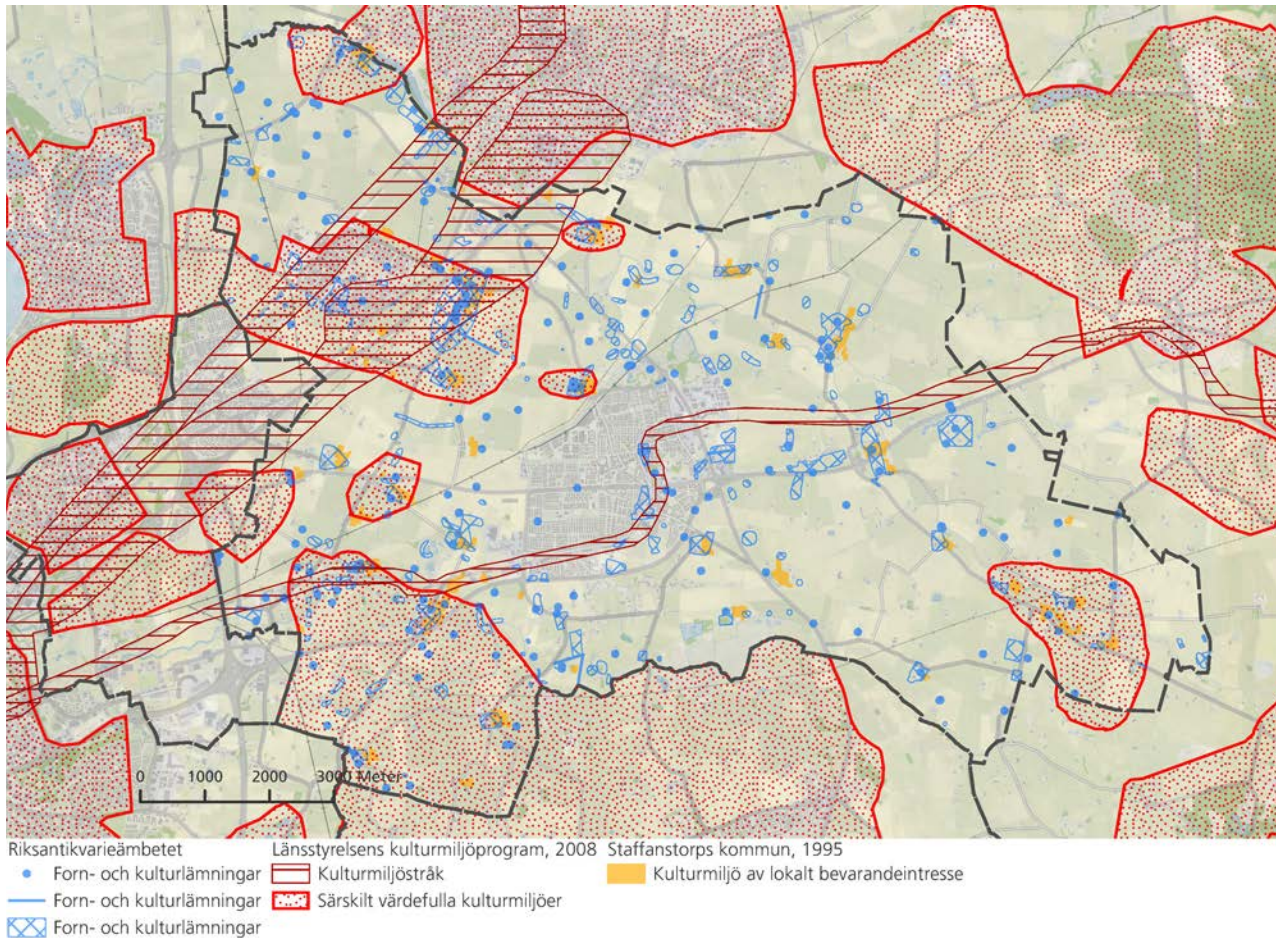 0 1000 2000 3000 Meter
Riksantikvarieämbetet
Forn- och kulturlämningar
Forn- och kulturlämningar
Forn- och kulturlämningar
Länsstyrelsens kulturmiljöprogram, 2008
Kulturmiljöstråk
Särskilt värdefulla kulturmiljöer
Staffanstorps kommun, 1995
Kulturmiljö av lokalt bevarandeintresse